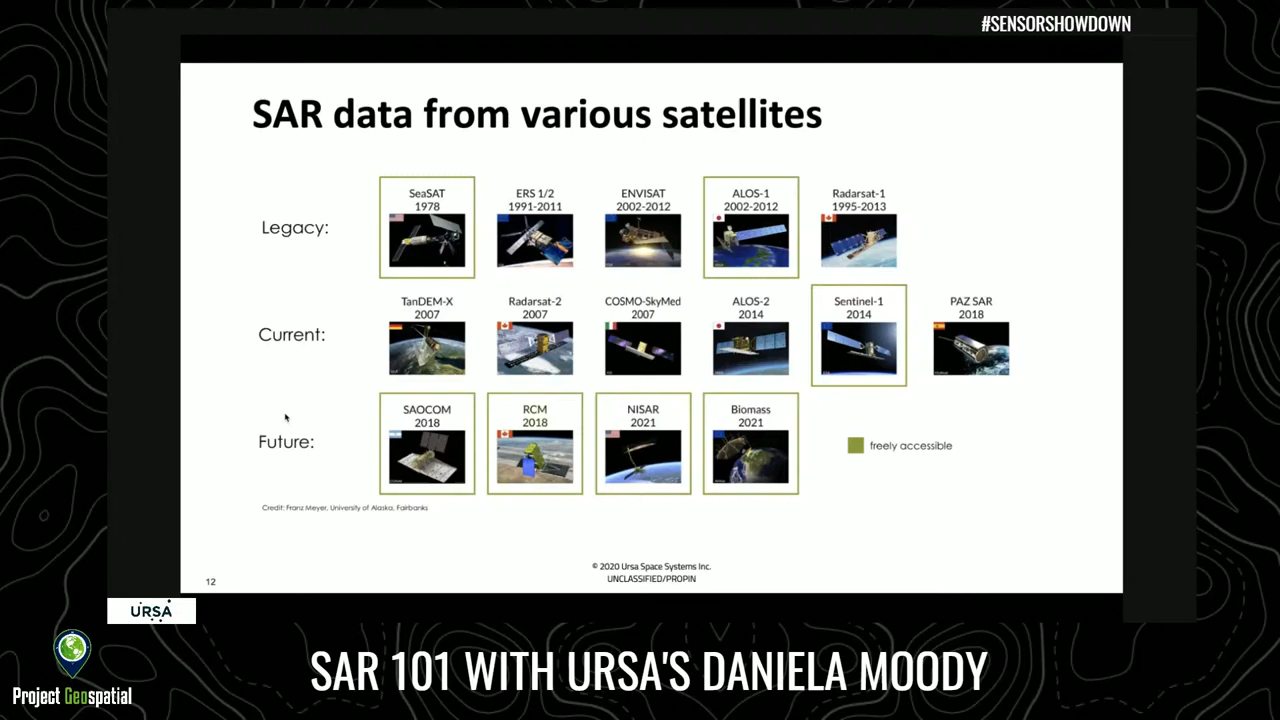 #SENSORSHOWDOWN
SAR data from various satellites
Legacy:
SeaSAT
1978
ERS 1/2
1991-2011
ENVISAT
2002-2012
ALOS-1
2002-2012
Radarsat-1
1995-2013
Current:
TanDEM-X
2007
Radarsat-2
2007
COSMO-SkyMed
2007
ALOS-2
2014
Sentinel-1
2014
PAZ SAR
2018
Future:
SAOCOM
2018
RCM
2018
NISAR
2021
Biomass
2021
freely accessible
Credit: Franz Meyer, University of Alaska, Fairbanks
© 2020 Ursa Space Systems Inc.
UNCLASSIFIED/PROPIN
12
URSA
SAR 101 WITH URSA'S DANIELA MOODY
Project Geospatial